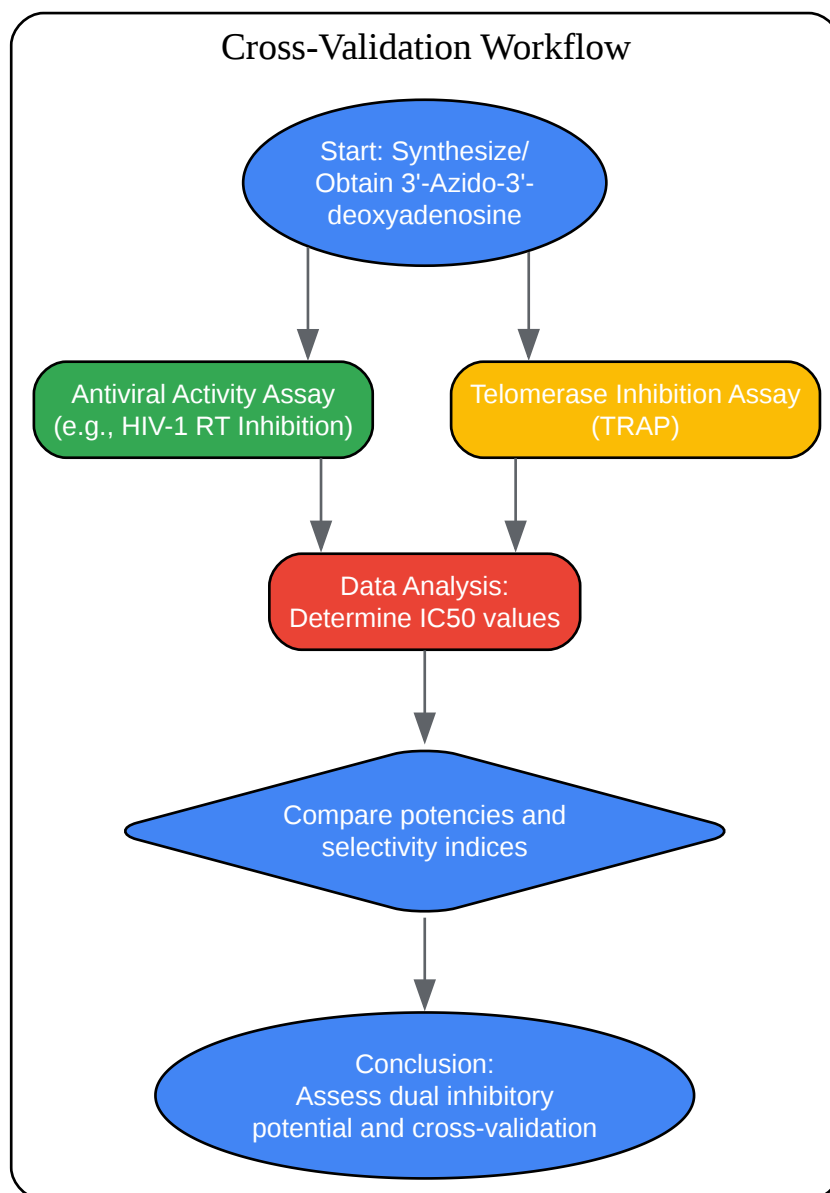 Cross-Validation Workflow
Start: Synthesize/
Obtain 3'-Azido-3'-
deoxyadenosine
Antiviral Activity Assay
(e.g., HIV-1 RT Inhibition)
Telomerase Inhibition Assay
(TRAP)
Data Analysis:
Determine IC50 values
Compare potencies and
selectivity indices
Conclusion:
Assess dual inhibitory
potential and cross-validation